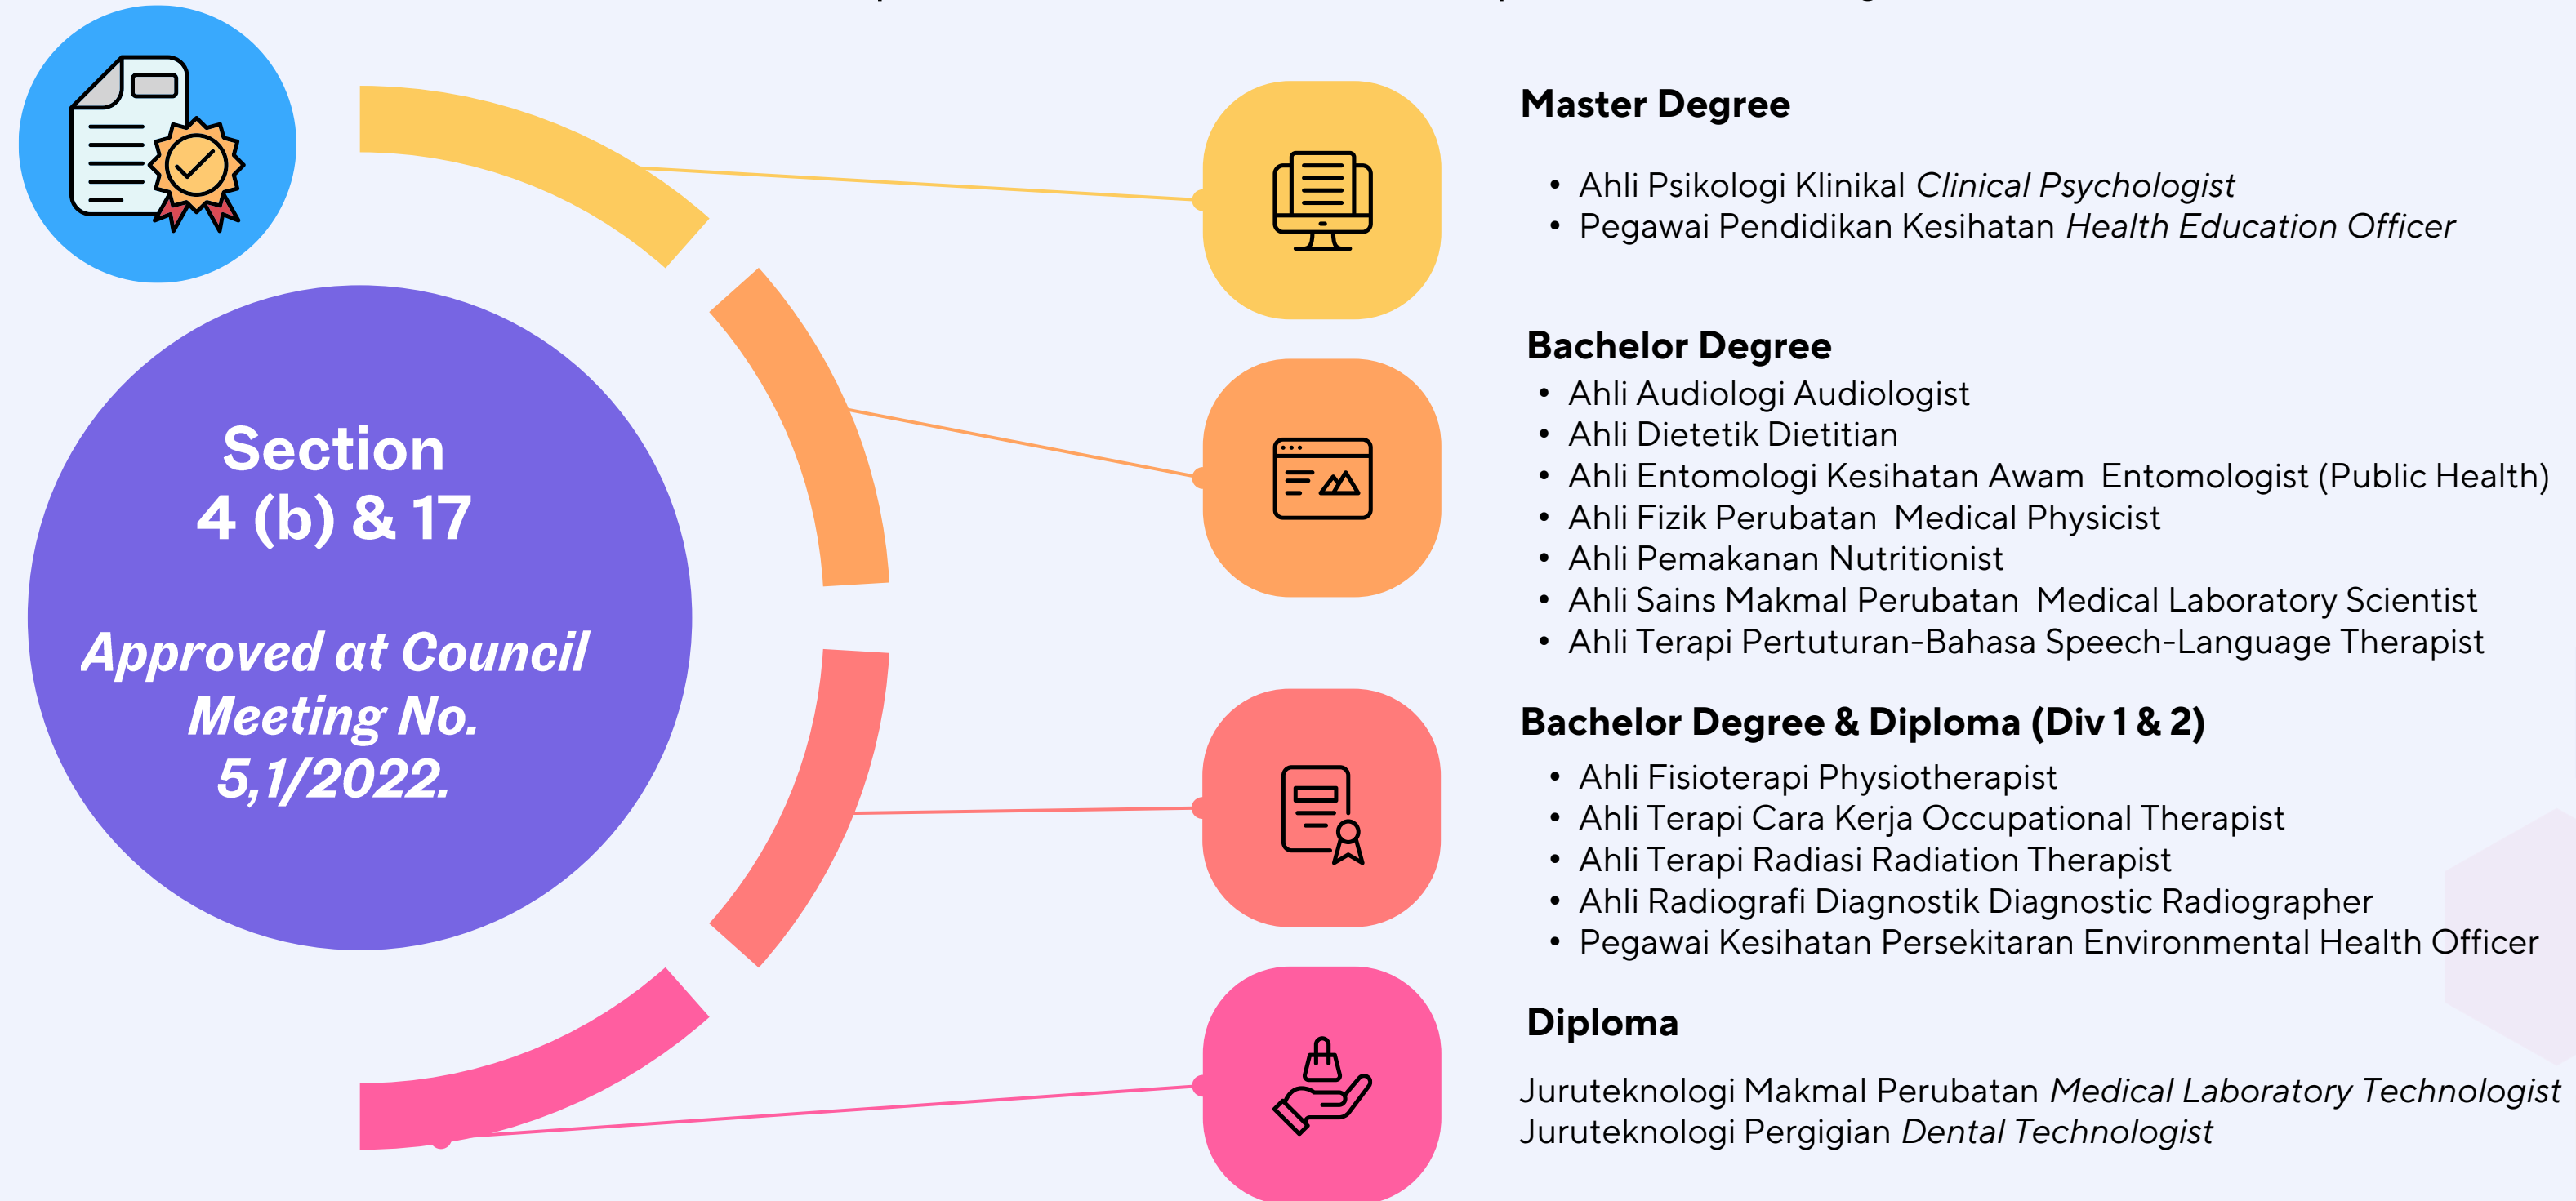 Section
4 (b) & 17
Approved at Council
Meeting No.
5,1/2022.
Master Degree
• Ahli Psikologi Klinikal Clinical Psychologist
• Pegawai Pendidikan Kesihatan Health Education Officer
Bachelor Degree
• Ahli Audiologi Audiologist
• Ahli Dietetik Dietitian
• Ahli Entomologi Kesihatan Awam Entomologist (Public Health)
• Ahli Fizik Perubatan Medical Physicist
• Ahli Pemakanan Nutritionist
• Ahli Sains Makmal Perubatan Medical Laboratory Scientist
• Ahli Terapi Pertuturan-Bahasa Speech-Language Therapist
Bachelor Degree & Diploma (Div 1 & 2)
• Ahli Fisioterapi Physiotherapist
• Ahli Terapi Cara Kerja Occupational Therapist
• Ahli Terapi Radiasi Radiation Therapist
• Ahli Radiografi Diagnostik Diagnostic Radiographer
• Pegawai Kesihatan Persekitaran Environmental Health Officer
Diploma
Juruteknologi Makmal Perubatan Medical Laboratory Technologist
Juruteknologi Pergigian Dental Technologist